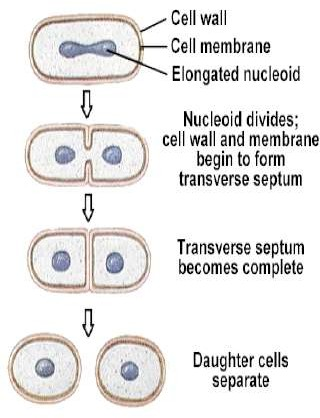 Cell wall
Cell membrane
Elongated nucleoid
Nucleoid divides;
cell wall and membrane
begin to form
transverse septum
Transverse septum
becomes complete
Daughter cells
separate